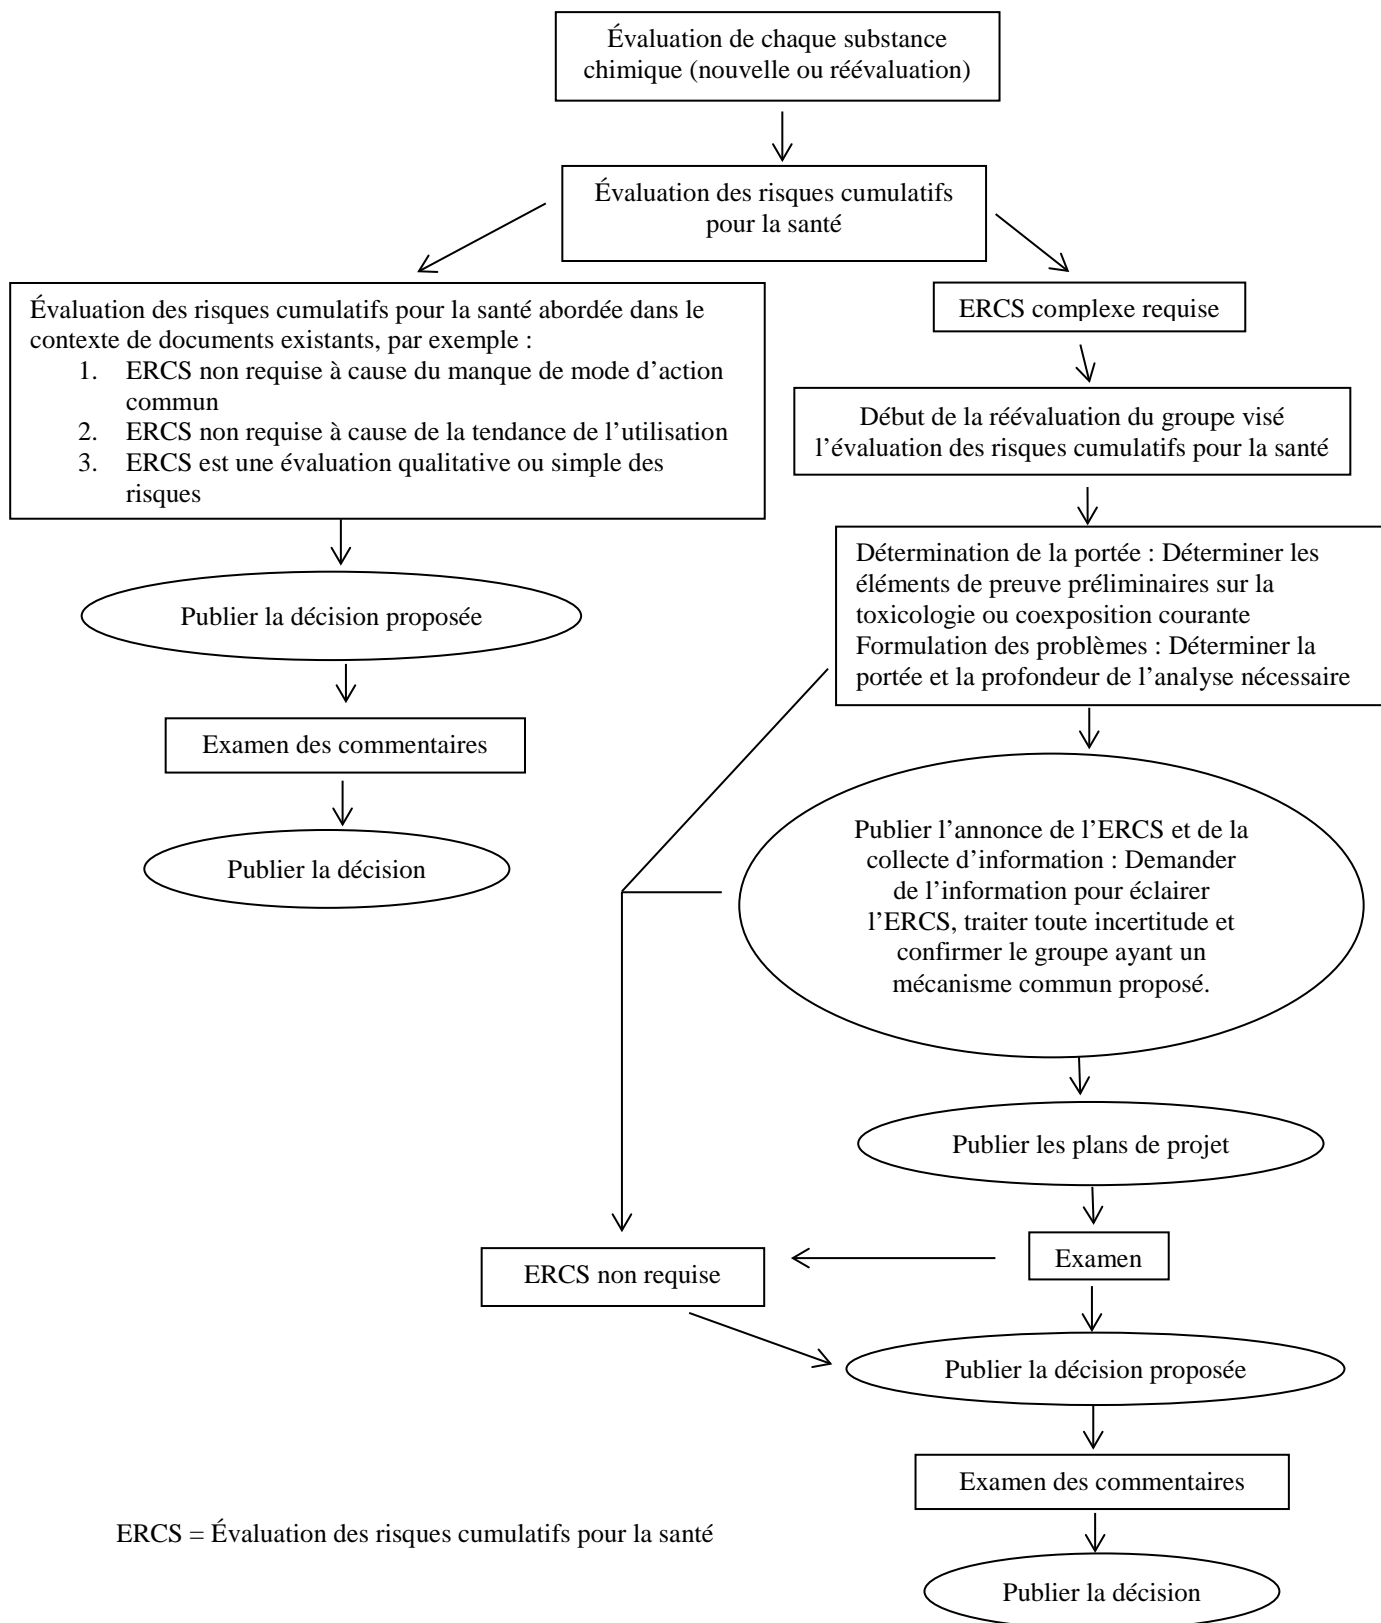 Évaluation de chaque substance
chimique (nouvelle ou réévaluation)
Évaluation des risques cumulatifs
pour la santé
Évaluation des risques cumulatifs pour la santé abordée dans le
contexte de documents existants, par exemple :
1. ERCS non requise à cause du manque de mode d'action
commun
2. ERCS non requise à cause de la tendance de l'utilisation
3. ERCS est une évaluation qualitative ou simple des
risques
Publier la décision proposée
Examen des commentaires
Publier la décision
ERCS complexe requise
Début de la réévaluation du groupe visé
l'évaluation des risques cumulatifs pour la santé
Détermination de la portée : Déterminer les
éléments de preuve préliminaires sur la
toxicologie ou coexposition courante
Formulation des problèmes : Déterminer la
portée et la profondeur de l'analyse nécessaire
Publier l'annonce de l'ERCS et de la
collecte d'information : Demander
de l'information pour éclairer
l'ERCS, traiter toute incertitude et
confirmer le groupe ayant un
mécanisme commun proposé.
Publier les plans de projet
Examen
ERCS non requise
Publier la décision proposée
Examen des commentaires
Publier la décision
ERCS = Évaluation des risques cumulatifs pour la santé